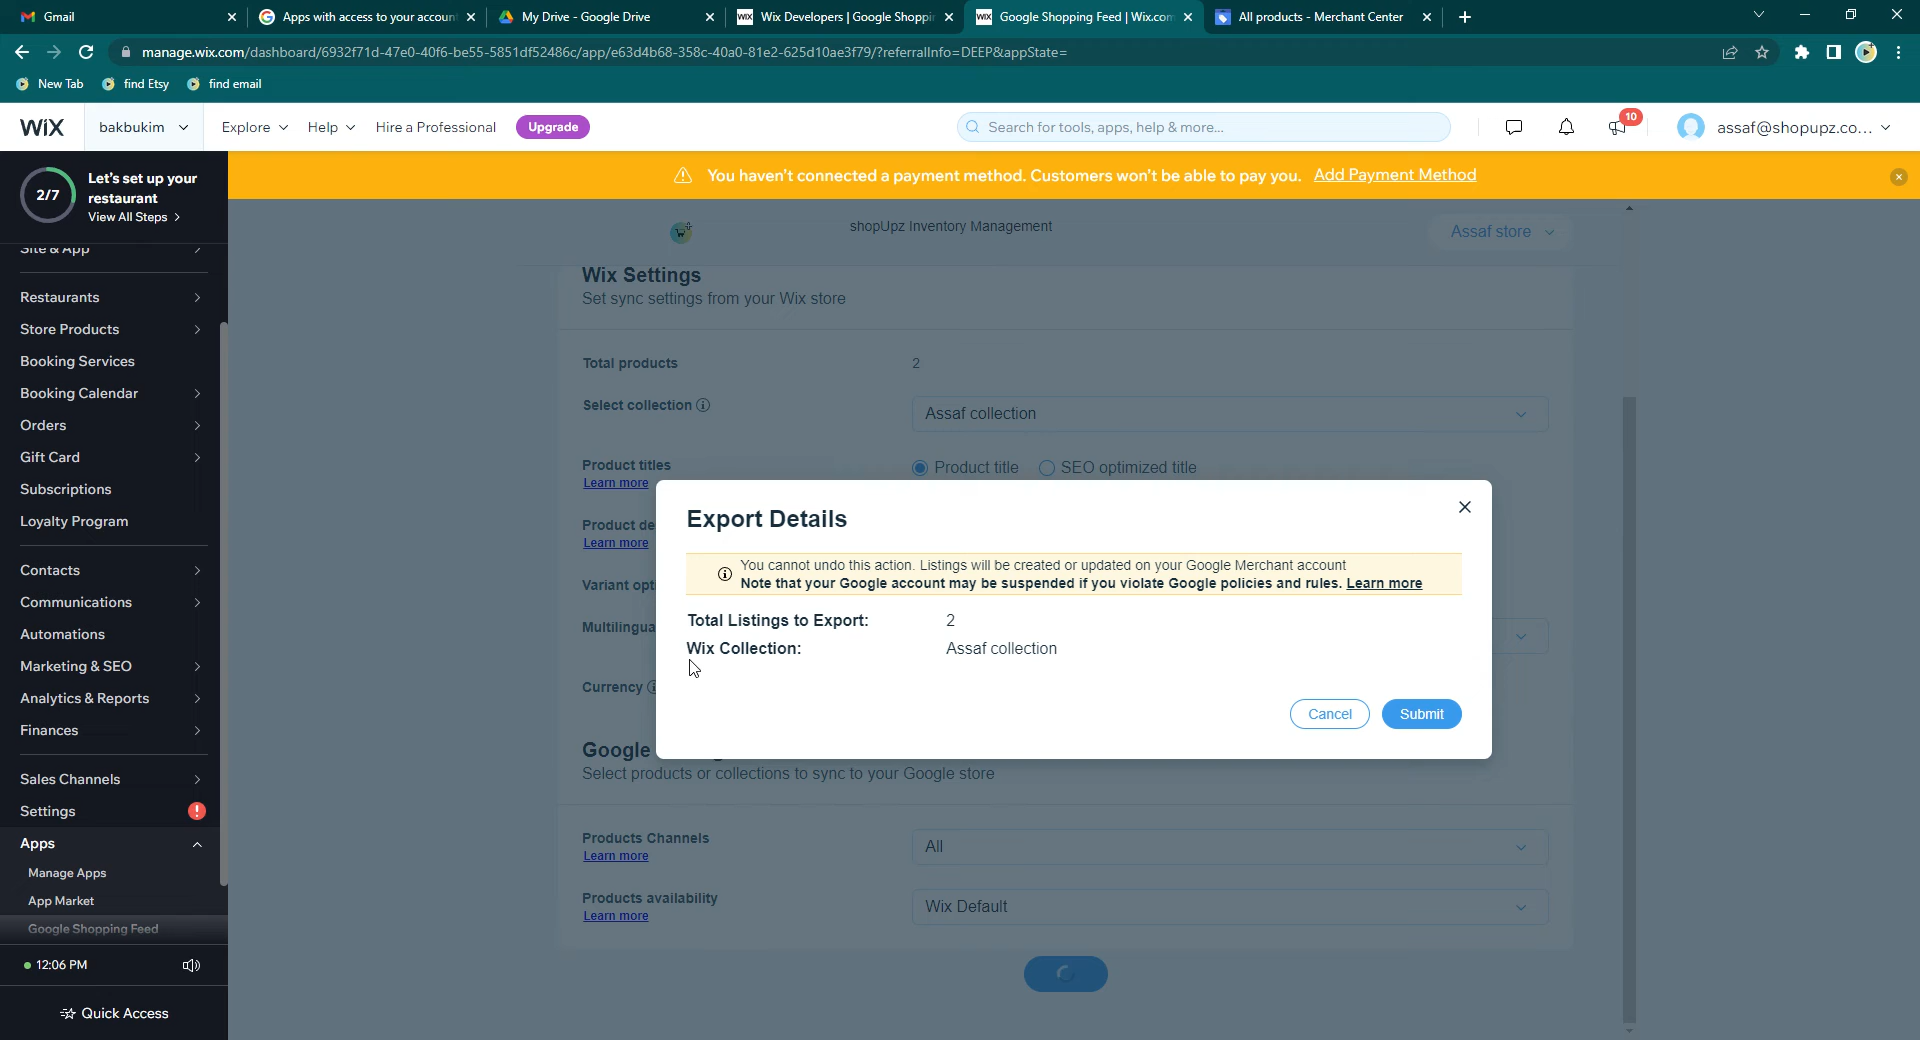 Gmail
Apps with access to your accoun
My Drive - Google Drive
WIX Wix Developers | Google Shoppi
WIX Google Shopping Feed | Wix.com
All products - Merchant Center
manage.wix.com/dashboard/6932f71d-47e0-40f6-be55-5851df52486c/app/e63d4b68-358c-40a0-81e2-625d10ae3f79/?referralInfo=DEEP&appState=
New Tab
find Etsy
find email
WIX
bakbukim
Explore
Help
Hire a Professional
Upgrade
Search for tools, apps, help & more...
10
assaf@shopupz.co...
2/7
Let's set up your
restaurant
View All Steps >
You haven't connected a payment method. Customers won't be able to pay you. Add Payment Method
Site & App
Restaurants
Store Products
Booking Services
Booking Calendar
Orders
Gift Card
Subscriptions
Loyalty Program
Contacts
Communications
Automations
Marketing & SEO
Analytics & Reports
Finances
Sales Channels
Settings
Apps
Manage Apps
App Market
Google Shopping Feed
12:06 PM
Quick Access
shopUpz Inventory Management
Assaf store
Wix Settings
Set sync settings from your Wix store
Total products 2
Select collection
Assaf collection
Product titles
Learn more
Product title
SEO optimized title
Product de
Learn more
Variant opt
Multilingua
Currency
Export Details
You cannot undo this action. Listings will be created or updated on your Google Merchant account
Note that your Google account may be suspended if you violate Google policies and rules. Learn more
Total Listings to Export: 2
Wix Collection: Assaf collection
Cancel
Submit
Google
Select products or collections to sync to your Google store
Products Channels
Learn more
All
Products availability
Learn more
Wix Default